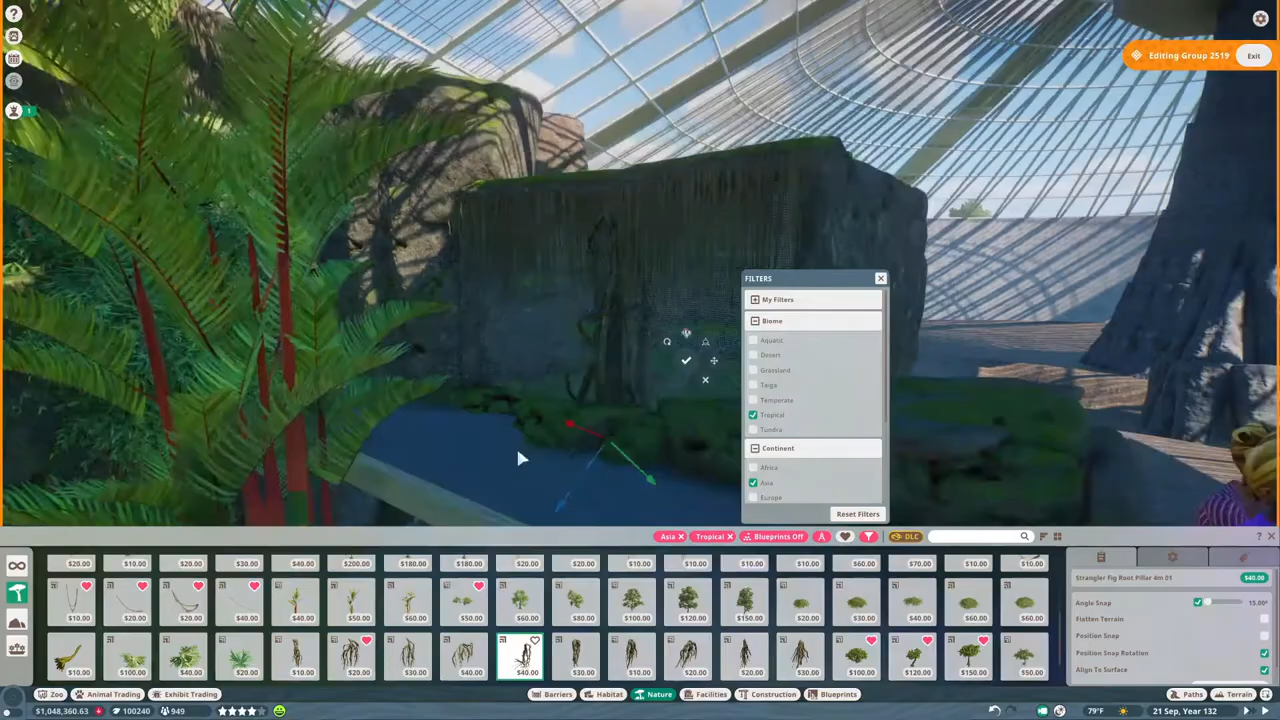 Editing Group 2519
Exit
1
FILTERS
My Filters
Biome
Aquatic
Desert
Grassland
Taiga
Temperate
Tropical
Tundra
Continent
Africa
Asia
Europe
Reset Filters
Asia
Tropical
Blueprints Off
DLC
$20.00 $10.00 $20.00 $30.00 $40.00 $200.00 $180.00 $180.00 $20.00 $10.00 $20.00 $10.00 $10.00 $10.00 $60.00 $70.00 $10.00 $10.00
$10.00 $20.00 $20.00 $10.00 $40.00 $50.00 $40.00 $50.00 $60.00 $80.00 $100.00 $120.00 $150.00 $20.00 $30.00 $40.00 $60.00 $60.00
$10.00 $100.00 $40.00 $20.00 $10.00 $20.00 $30.00 $40.00 $40.00 $30.00 $10.00 $20.00 $10.00 $10.00 $100.00 $120.00 $150.00 $50.00
Strangler Fig Root Pillar 4m 01 $40.00
Angle Snap 15.00°
Flatten Terrain
Position Snap
Position Snap Rotation
Align To Surface
Zoo
Animal Trading
Exhibit Trading
Barriers
Habitat
Nature
Facilities
Construction
Blueprints
Paths
Terrain
$1,048,360.63
100240
949
79°F
21 Sep, Year 132